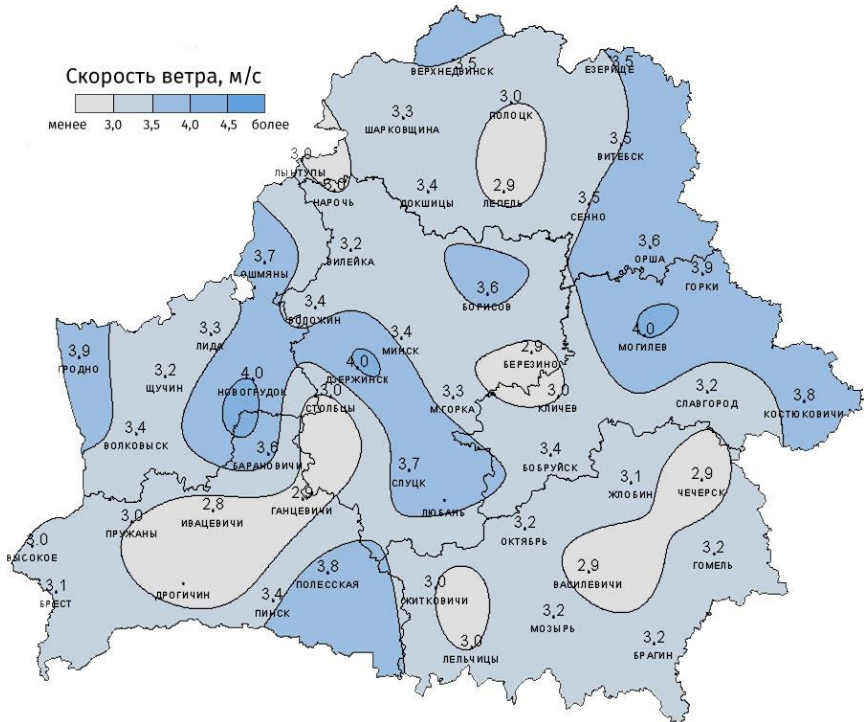 Скорость ветра, м/с
менее 3,0 3,5 4,0 4,5 более
3,5
ВЕРХНЕДВИНСК
3,5
ЕЗЕРИЩЕ
3,0
ПОЛОЦК
3,3
ШАРКОВЩИНА
3,5
ВИТЕБСК
3,0
ЛЫНТУПЫ
3,0
НАРОЧЬ
3,4
ДОКШИЦЫ
2,9
ЛЕПЕЛЬ
3,5
СЕННО
3,6
ОРША
3,2
ВИЛЕЙКА
3,7
ОШМЯНЫ
3,9
ГОРКИ
3,6
БОРИСОВ
3,4
ВОЛОЖИН
3,3
ЛИДА
3,4
МИНСК
4,0
МОГИЛЕВ
3,9
ГРОДНО
3,2
ЩУЧИН
4,0
НОВОГРУДОК
4,0
ДЗЕРЖИНСК
2,9
БЕРЕЗИНО
3,0
СТОЛБЦЫ
3,3
М.ГОРКА
3,0
КЛИЧЕВ
3,2
СЛАВГОРОД
3,8
КОСТЮКОВИЧИ
3,4
ВОЛКОВЫСК
3,6
БАРАНОВИЧИ
3,7
СЛУЦК
3,4
БОБРУЙСК
3,1
ЖЛОБИН
2,9
ЧЕЧЕРСК
2,9
ГАНЦЕВИЧИ
2,8
ИВАЦЕВИЧИ
ЛЮБАНЬ
3,0
ПРУЖАНЫ
3,2
ОКТЯБРЬ
3,0
ВЫСОКОЕ
3,2
ГОМЕЛЬ
3,8
ПОЛЕССКАЯ
2,9
ВАСИЛЕВИЧИ
3,1
БРЕСТ
ДРОГИЧИН
3,4
ПИНСК
3,0
ЖИТКОВИЧИ
3,2
МОЗЫРЬ
3,0
ЛЕЛЬЧИЦЫ
3,2
БРАГИН